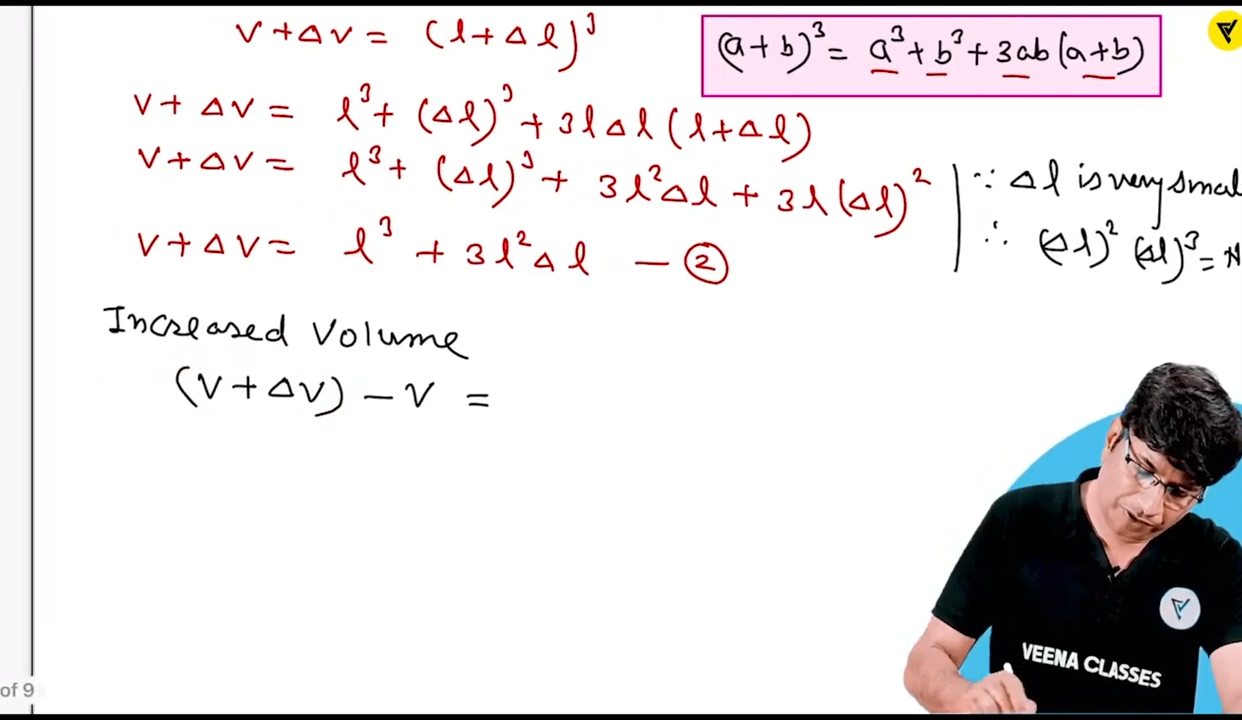 V + ΔV = (l + Δl)³
(a + b)³ = a³ + b³ + 3ab(a + b)
V + ΔV = l³ + (Δl)³ + 3lΔl(l + Δl)
V + ΔV = l³ + (Δl)³ + 3l²Δl + 3l(Δl)²
∵ Δl is very smal
∴ (Δl)² (Δl)³ =
V + ΔV = l³ + 3l²Δl — ②
Increased Volume
(V + ΔV) – V =
VEENA CLASSES
of 9